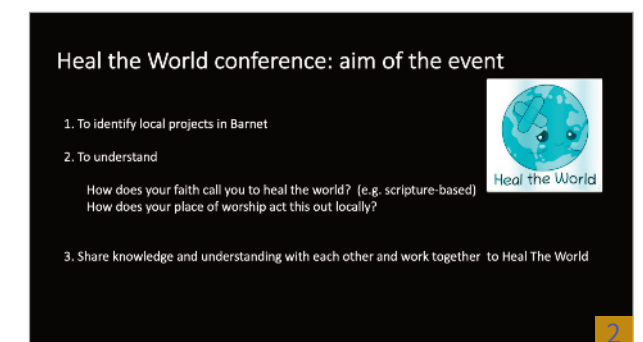 Heal the World conference: aim of the event
1. To identify local projects in Barnet
2. To understand
How does your faith call you to heal the world? (e.g. scripture-based)
How does your place of worship act this out locally?
Heal the World
3. Share knowledge and understanding with each other and work together to Heal The World
2